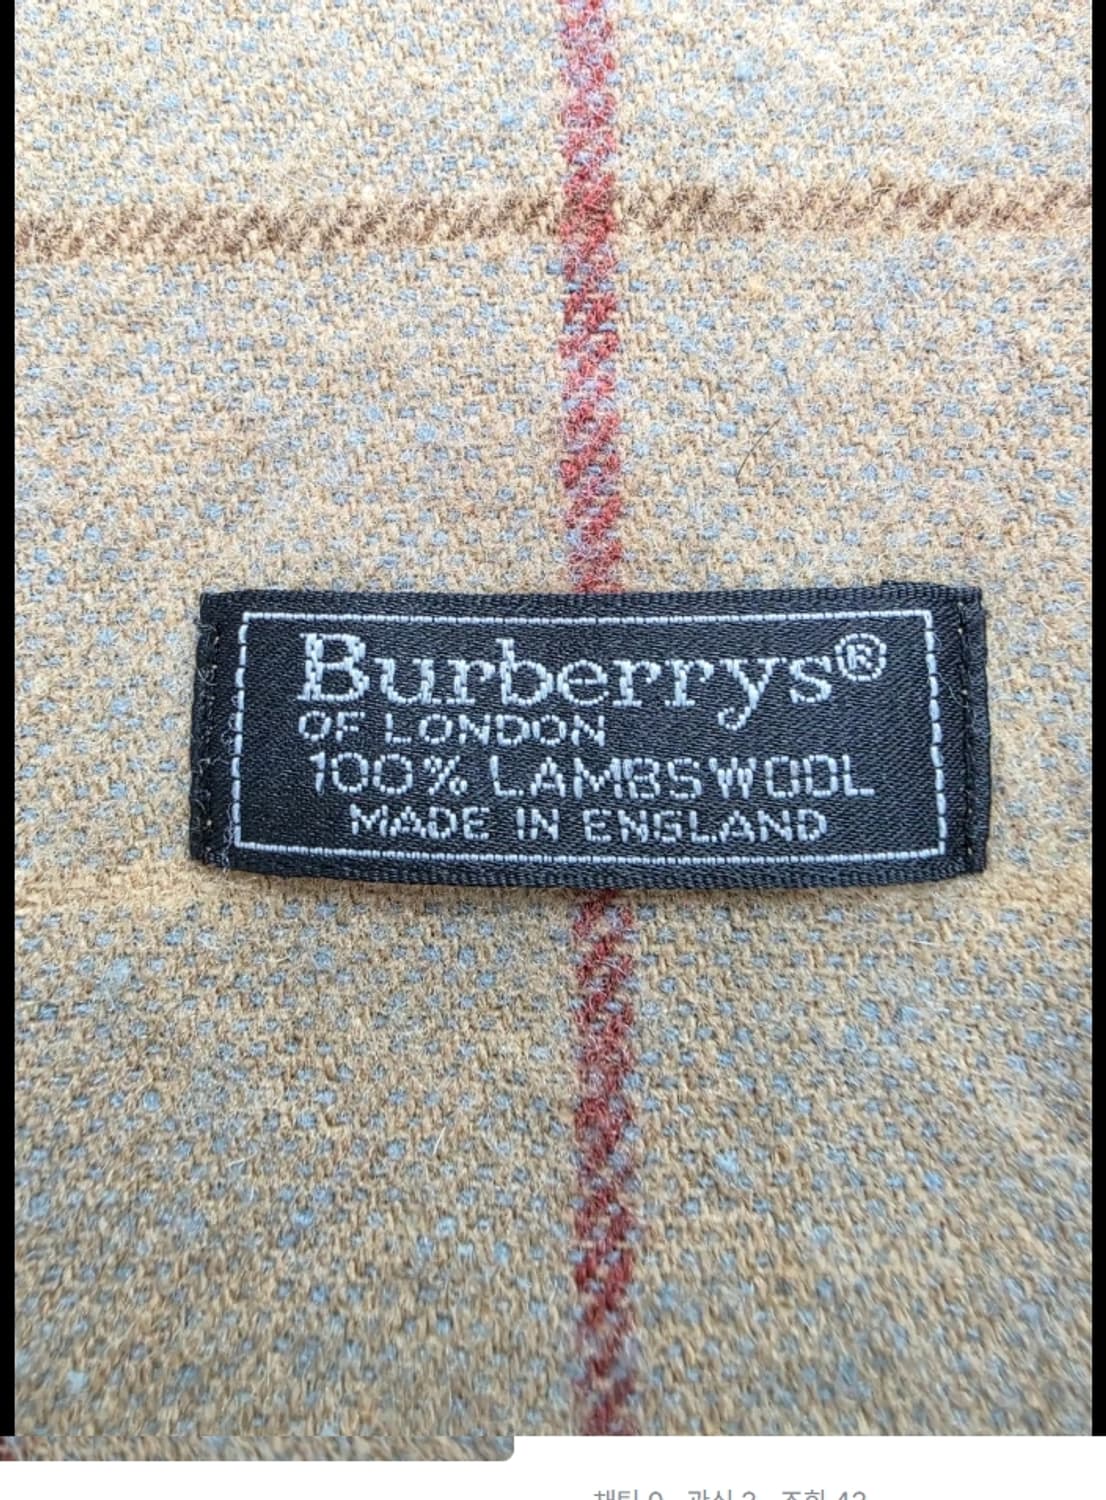 Burberrys®
OF LONDON
100% LAMBSWOOL
MADE IN ENGLAND